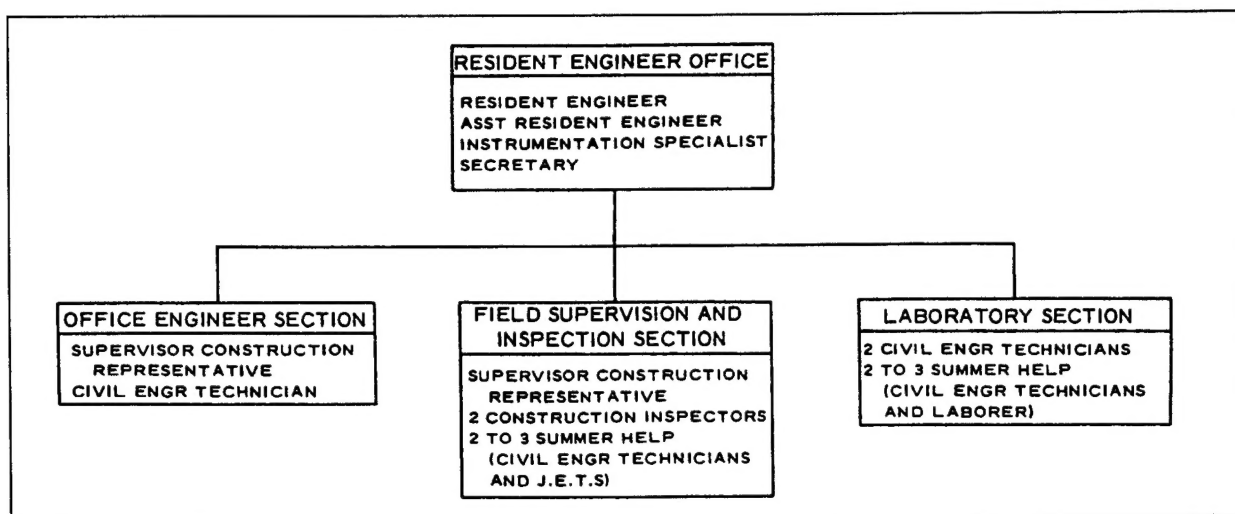 RESIDENT ENGINEER OFFICE
RESIDENT ENGINEER
ASST RESIDENT ENGINEER
INSTRUMENTATION SPECIALIST
SECRETARY
OFFICE ENGINEER SECTION
SUPERVISOR CONSTRUCTION
REPRESENTATIVE
CIVIL ENGR TECHNICIAN
FIELD SUPERVISION AND
INSPECTION SECTION
SUPERVISOR CONSTRUCTION
REPRESENTATIVE
2 CONSTRUCTION INSPECTORS
2 TO 3 SUMMER HELP
(CIVIL ENGR TECHNICIANS
AND J.E.T.S)
LABORATORY SECTION
2 CIVIL ENGR TECHNICIANS
2 TO 3 SUMMER HELP
(CIVIL ENGR TECHNICIANS
AND LABORER)